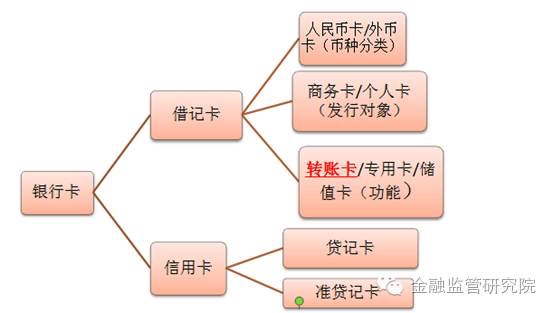 人民币卡/外币
卡（币种分类）
商务卡/个人卡
（发行对象）
转账卡/专用卡/储
值卡（功能）
借记卡
银行卡
信用卡
贷记卡
准贷记卡
金融监管研究院